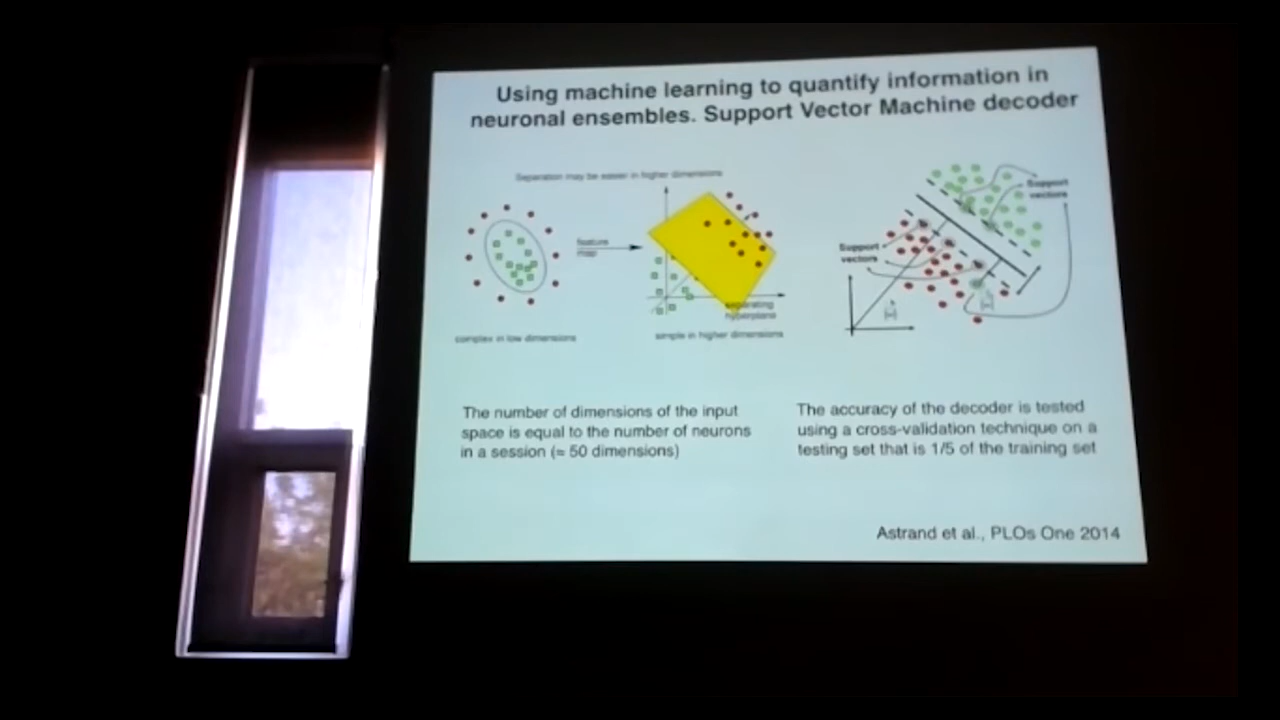 Using machine learning to quantify information in
neuronal ensembles. Support Vector Machine decoder
Separation may be easier in higher dimensions
feature
map
separating
hyperplane
complex in low dimensions
simple in higher dimensions
Support
vectors
Support
vectors
The number of dimensions of the input
space is equal to the number of neurons
in a session (≈ 50 dimensions)
The accuracy of the decoder is tested
using a cross-validation technique on a
testing set that is 1/5 of the training set
Astrand et al., PLOs One 2014